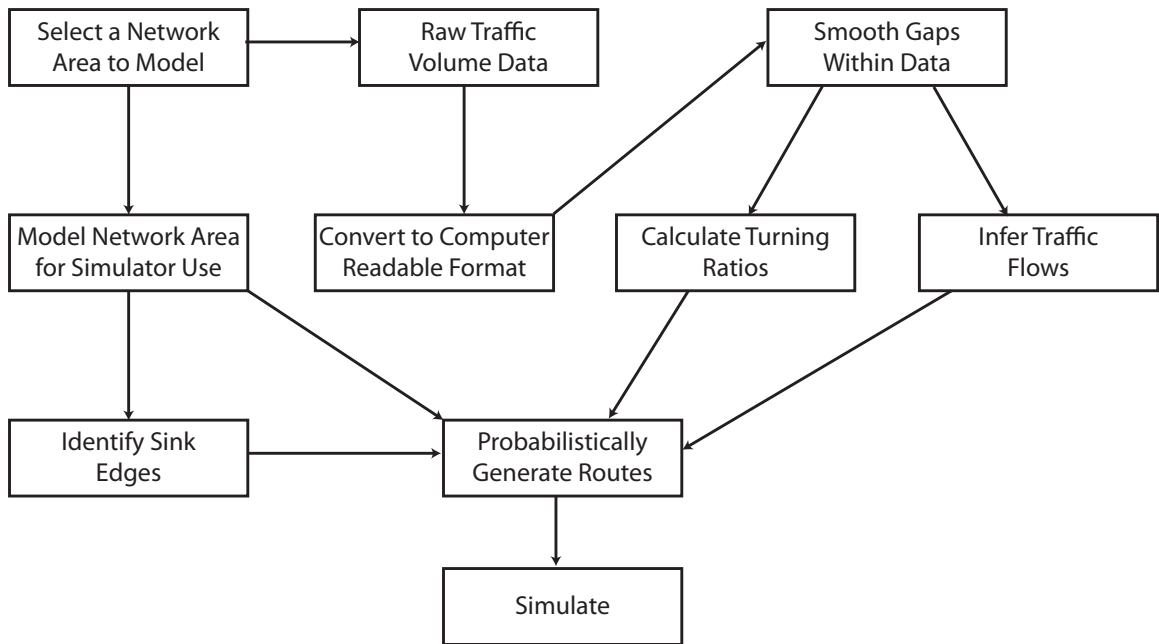 Select a Network
Area to Model
Raw Traffic
Volume Data
Smooth Gaps
Within Data
Model Network Area
for Simulator Use
Convert to Computer
Readable Format
Calculate Turning
Ratios
Infer Traffic
Flows
Identify Sink
Edges
Probabilistically
Generate Routes
Simulate